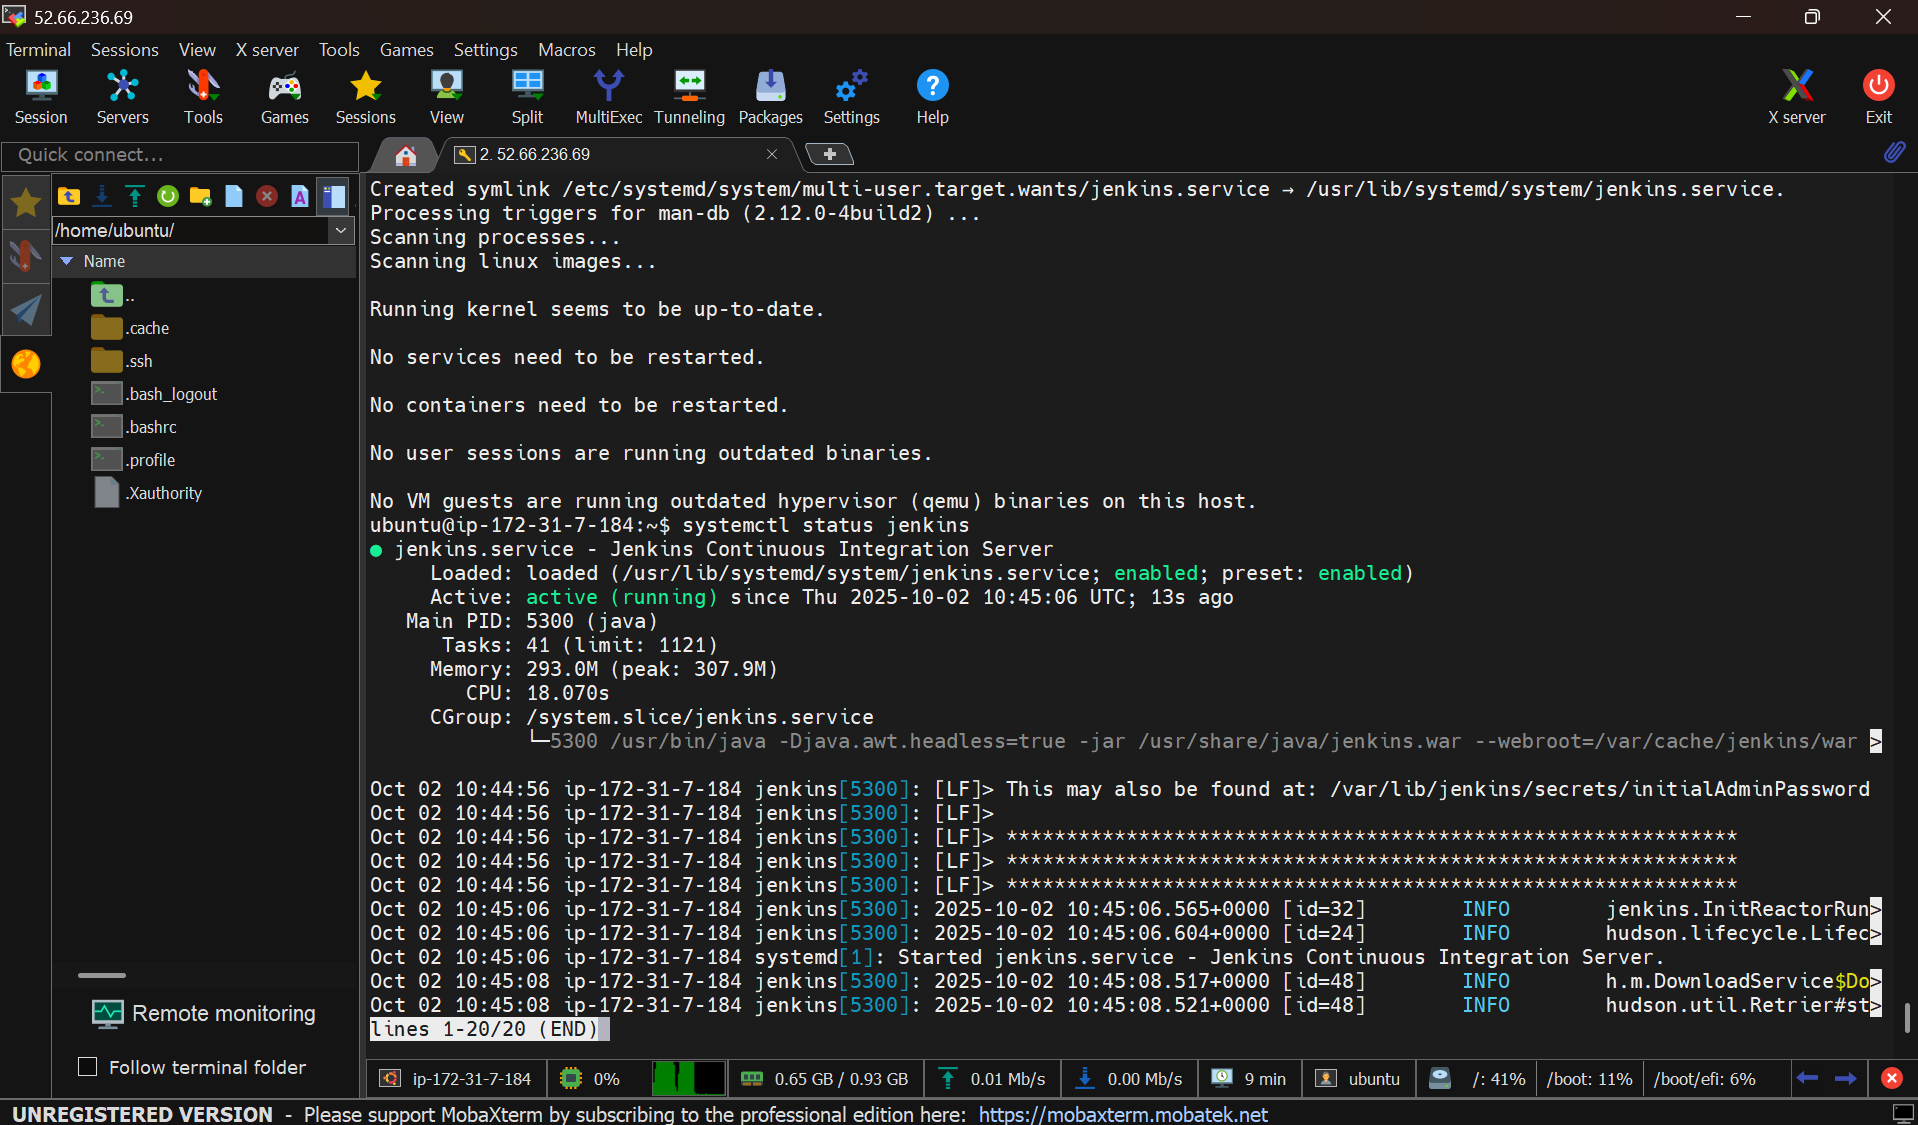 52.66.236.69
Terminal Sessions View X server Tools Games Settings Macros Help
Session Servers Tools Games Sessions View Split MultiExec Tunneling Packages Settings Help X server Exit
Quick connect...
2. 52.66.236.69
/home/ubuntu/
Name
..
.cache
.ssh
.bash_logout
.bashrc
.profile
.Xauthority
Remote monitoring
Follow terminal folder
Created symlink /etc/systemd/system/multi-user.target.wants/jenkins.service → /usr/lib/systemd/system/jenkins.service.
Processing triggers for man-db (2.12.0-4build2) ...
Scanning processes...
Scanning linux images...
Running kernel seems to be up-to-date.
No services need to be restarted.
No containers need to be restarted.
No user sessions are running outdated binaries.
No VM guests are running outdated hypervisor (qemu) binaries on this host.
ubuntu@ip-172-31-7-184:~$ systemctl status jenkins
● jenkins.service - Jenkins Continuous Integration Server
Loaded: loaded (/usr/lib/systemd/system/jenkins.service; enabled; preset: enabled)
Active: active (running) since Thu 2025-10-02 10:45:06 UTC; 13s ago
Main PID: 5300 (java)
Tasks: 41 (limit: 1121)
Memory: 293.0M (peak: 307.9M)
CPU: 18.070s
CGroup: /system.slice/jenkins.service
└─5300 /usr/bin/java -Djava.awt.headless=true -jar /usr/share/java/jenkins.war --webroot=/var/cache/jenkins/war >
Oct 02 10:44:56 ip-172-31-7-184 jenkins[5300]: [LF]> This may also be found at: /var/lib/jenkins/secrets/initialAdminPassword
Oct 02 10:44:56 ip-172-31-7-184 jenkins[5300]: [LF]>
Oct 02 10:44:56 ip-172-31-7-184 jenkins[5300]: [LF]> *************************************************************
Oct 02 10:44:56 ip-172-31-7-184 jenkins[5300]: [LF]> *************************************************************
Oct 02 10:44:56 ip-172-31-7-184 jenkins[5300]: [LF]> *************************************************************
Oct 02 10:45:06 ip-172-31-7-184 jenkins[5300]: 2025-10-02 10:45:06.565+0000 [id=32] INFO jenkins.InitReactorRun>
Oct 02 10:45:06 ip-172-31-7-184 jenkins[5300]: 2025-10-02 10:45:06.604+0000 [id=24] INFO hudson.lifecycle.Lifec>
Oct 02 10:45:06 ip-172-31-7-184 systemd[1]: Started jenkins.service - Jenkins Continuous Integration Server.
Oct 02 10:45:08 ip-172-31-7-184 jenkins[5300]: 2025-10-02 10:45:08.517+0000 [id=48] INFO h.m.DownloadService$Do>
Oct 02 10:45:08 ip-172-31-7-184 jenkins[5300]: 2025-10-02 10:45:08.521+0000 [id=48] INFO hudson.util.Retrier#st>
lines 1-20/20 (END)
ip-172-31-7-184 0% 0.65 GB / 0.93 GB 0.01 Mb/s 0.00 Mb/s 9 min ubuntu /: 41% /boot: 11% /boot/efi: 6%
UNREGISTERED VERSION - Please support MobaXterm by subscribing to the professional edition here: https://mobaxterm.mobatek.net